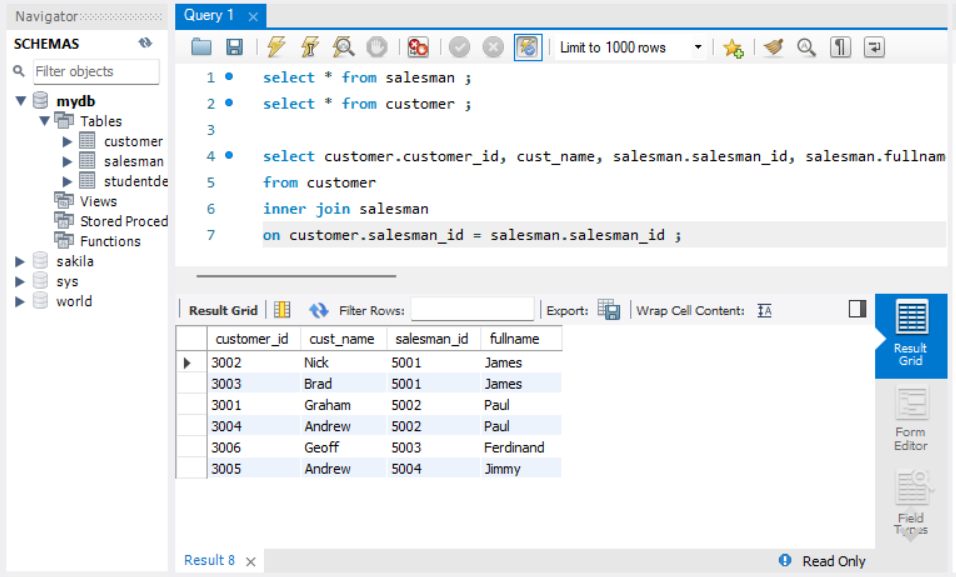 Navigator
SCHEMAS
Filter objects
mydb
Tables
customer
salesman
studentde
Views
Stored Proced
Functions
sakila
sys
world
Query 1
Limit to 1000 rows
1 select * from salesman ;
2 select * from customer ;
3
4 select customer.customer_id, cust_name, salesman.salesman_id, salesman.fullnam
5 from customer
6 inner join salesman
7 on customer.salesman_id = salesman.salesman_id ;
Result Grid Filter Rows: Export: Wrap Cell Content:
customer_id cust_name salesman_id fullname
3002 Nick 5001 James
3003 Brad 5001 James
3001 Graham 5002 Paul
3004 Andrew 5002 Paul
3006 Geoff 5003 Ferdinand
3005 Andrew 5004 Jimmy
Result
Grid
Form
Editor
Field
Types
Result 8
Read Only